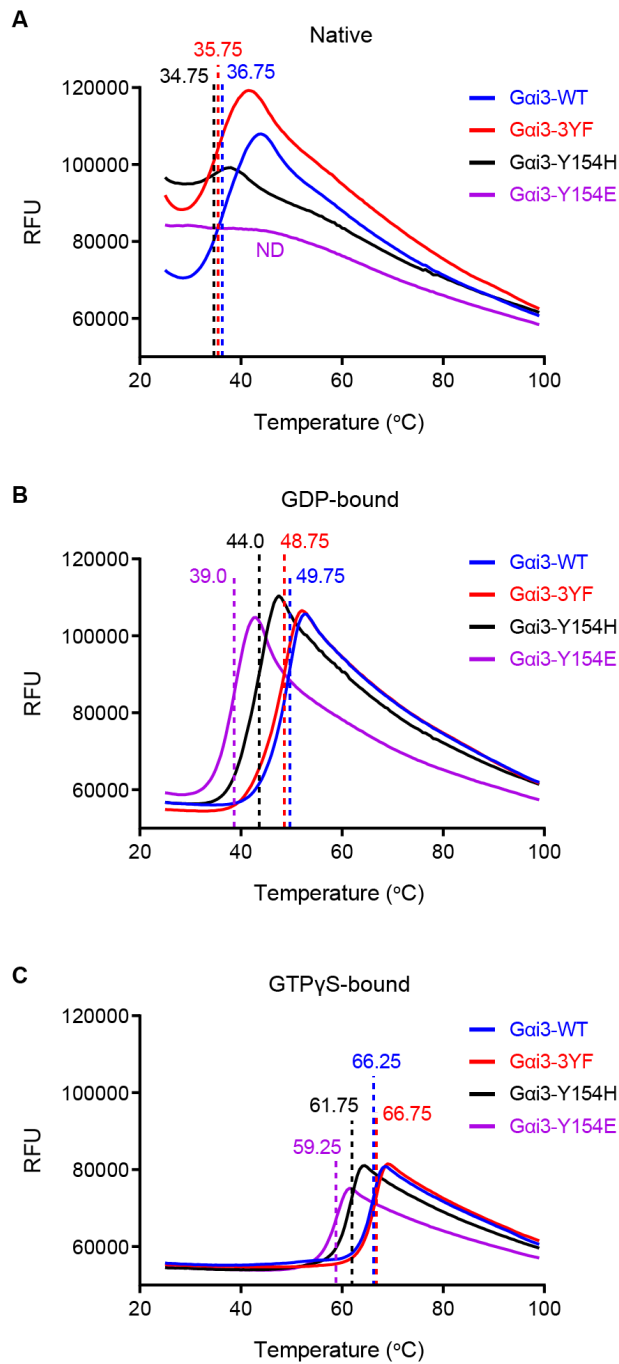 A
Native
35.75
34.75
36.75
120000
100000
80000
60000
RFU
ND
Gαi3-WT
Gαi3-3YF
Gαi3-Y154H
Gαi3-Y154E
20
40
60
80
100
Temperature (°C)
B
GDP-bound
44.0
48.75
39.0
49.75
120000
100000
80000
60000
RFU
Gαi3-WT
Gαi3-3YF
Gαi3-Y154H
Gαi3-Y154E
20
40
60
80
100
Temperature (°C)
C
GTPγS-bound
66.25
61.75
66.75
59.25
120000
100000
80000
60000
RFU
Gαi3-WT
Gαi3-3YF
Gαi3-Y154H
Gαi3-Y154E
20
40
60
80
100
Temperature (°C)